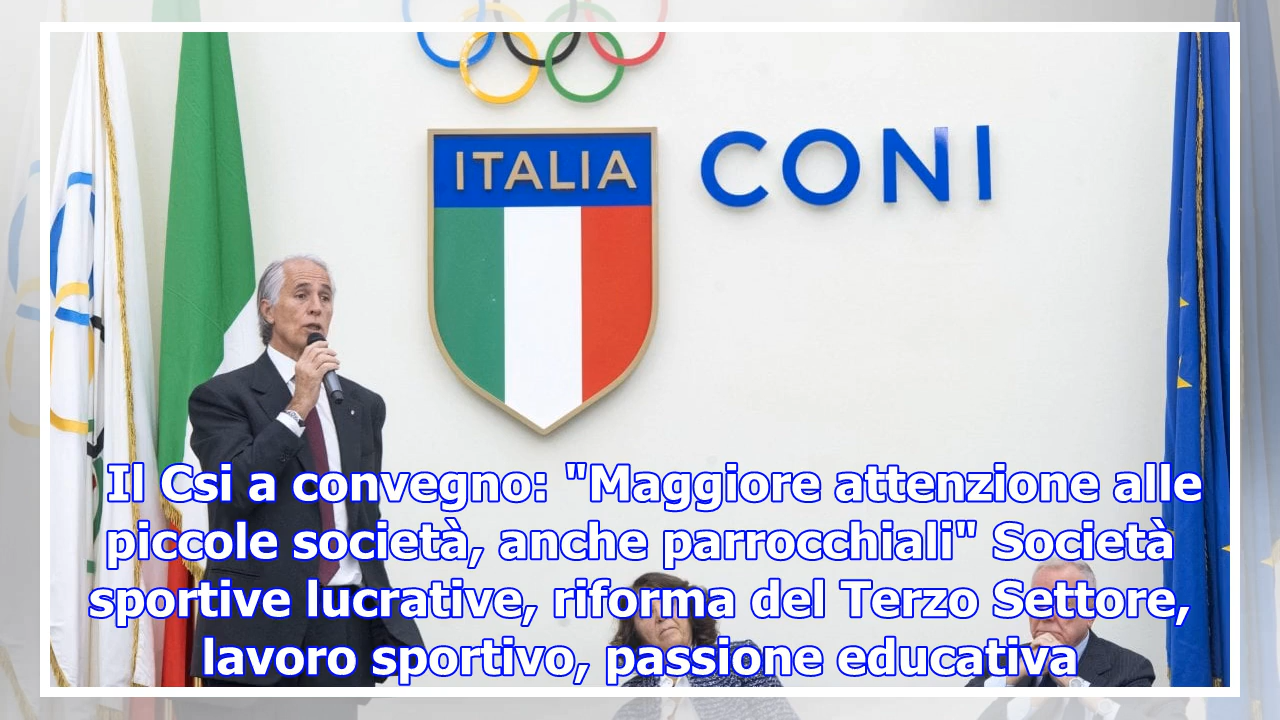 ITALIA
CONI
Il Csi a convegno: "Maggiore attenzione alle
piccole società, anche parrocchiali" Società
sportive lucrative, riforma del Terzo Settore,
lavoro sportivo, passione educativa